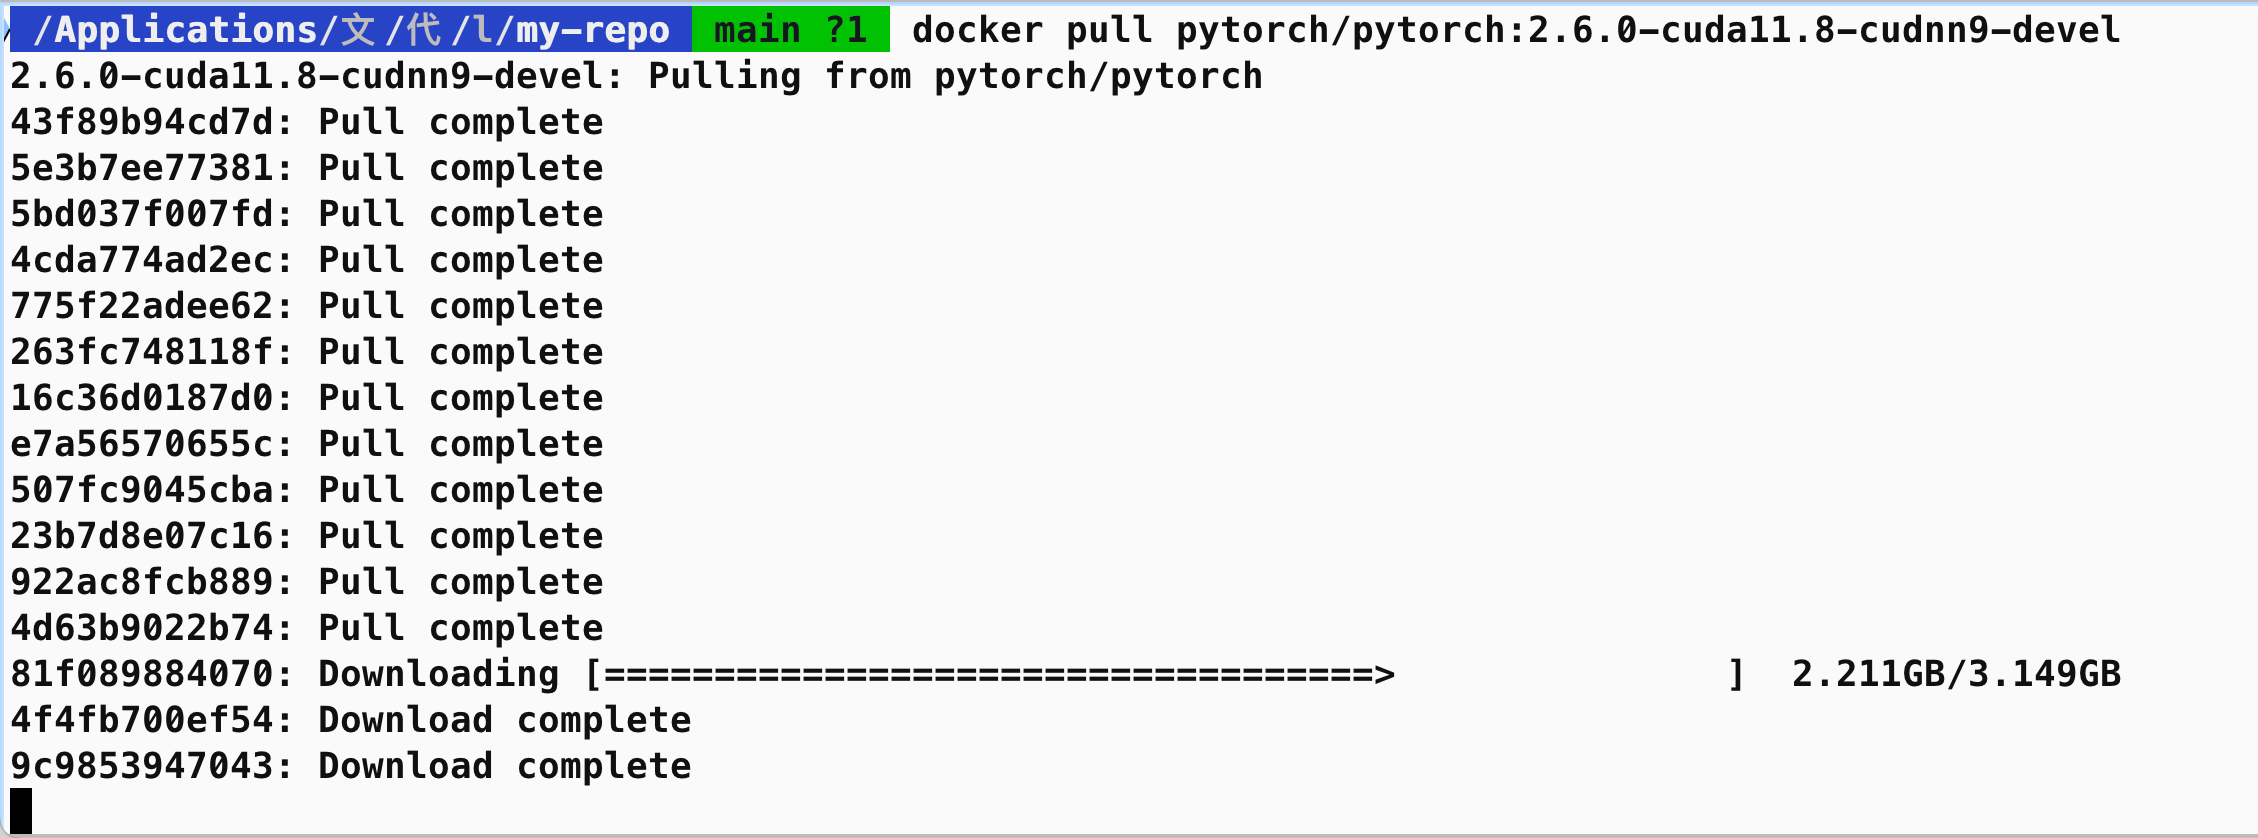 /Applications/文/代/l/my-repo main ?1 docker pull pytorch/pytorch:2.6.0-cuda11.8-cudnn9-devel
2.6.0-cuda11.8-cudnn9-devel: Pulling from pytorch/pytorch
43f89b94cd7d: Pull complete
5e3b7ee77381: Pull complete
5bd037f007fd: Pull complete
4cda774ad2ec: Pull complete
775f22adee62: Pull complete
263fc748118f: Pull complete
16c36d0187d0: Pull complete
e7a56570655c: Pull complete
507fc9045cba: Pull complete
23b7d8e07c16: Pull complete
922ac8fcb889: Pull complete
4d63b9022b74: Pull complete
81f089884070: Downloading [===================================>               ]  2.211GB/3.149GB
4f4fb700ef54: Download complete
9c9853947043: Download complete